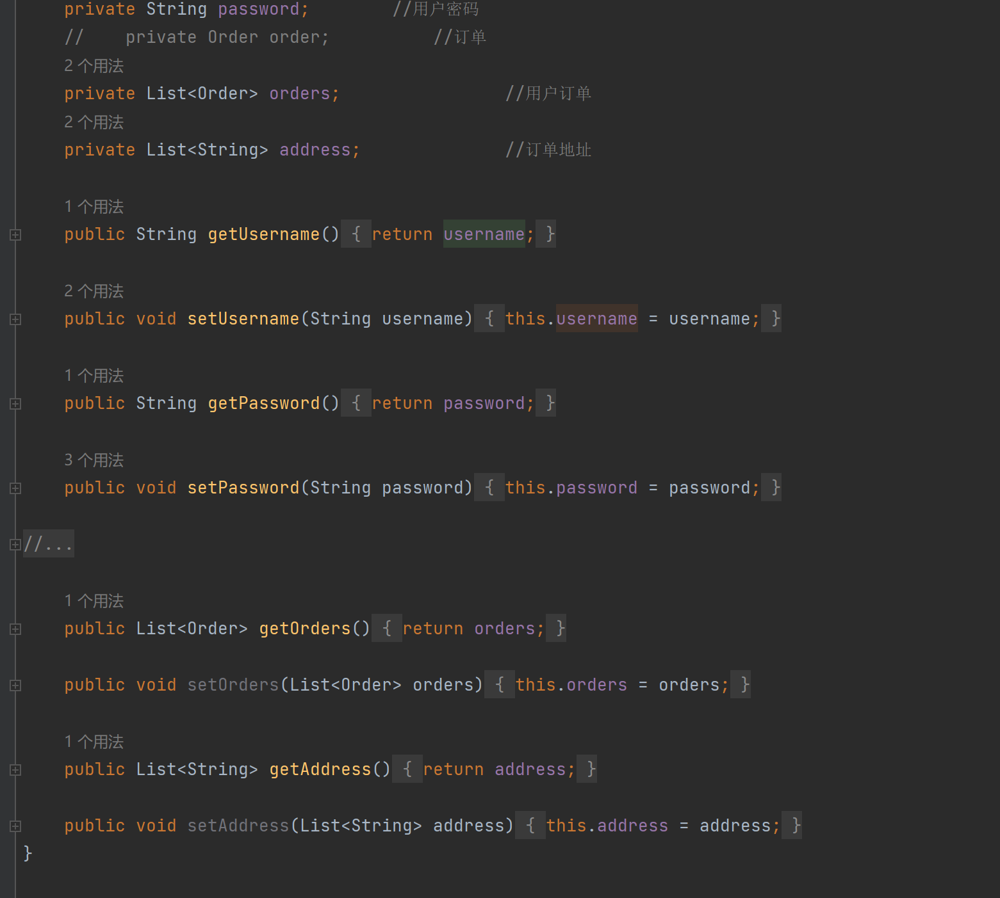 private String password;        //用户密码
//    private Order order;          //订单
2 个用法
private List<Order> orders;                //用户订单
2 个用法
private List<String> address;              //订单地址
1 个用法
public String getUsername() { return username; }
2 个用法
public void setUsername(String username) { this.username = username; }
1 个用法
public String getPassword() { return password; }
3 个用法
public void setPassword(String password) { this.password = password; }
//...
1 个用法
public List<Order> getOrders() { return orders; }
public void setOrders(List<Order> orders) { this.orders = orders; }
1 个用法
public List<String> getAddress() { return address; }
public void setAddress(List<String> address) { this.address = address; }
}